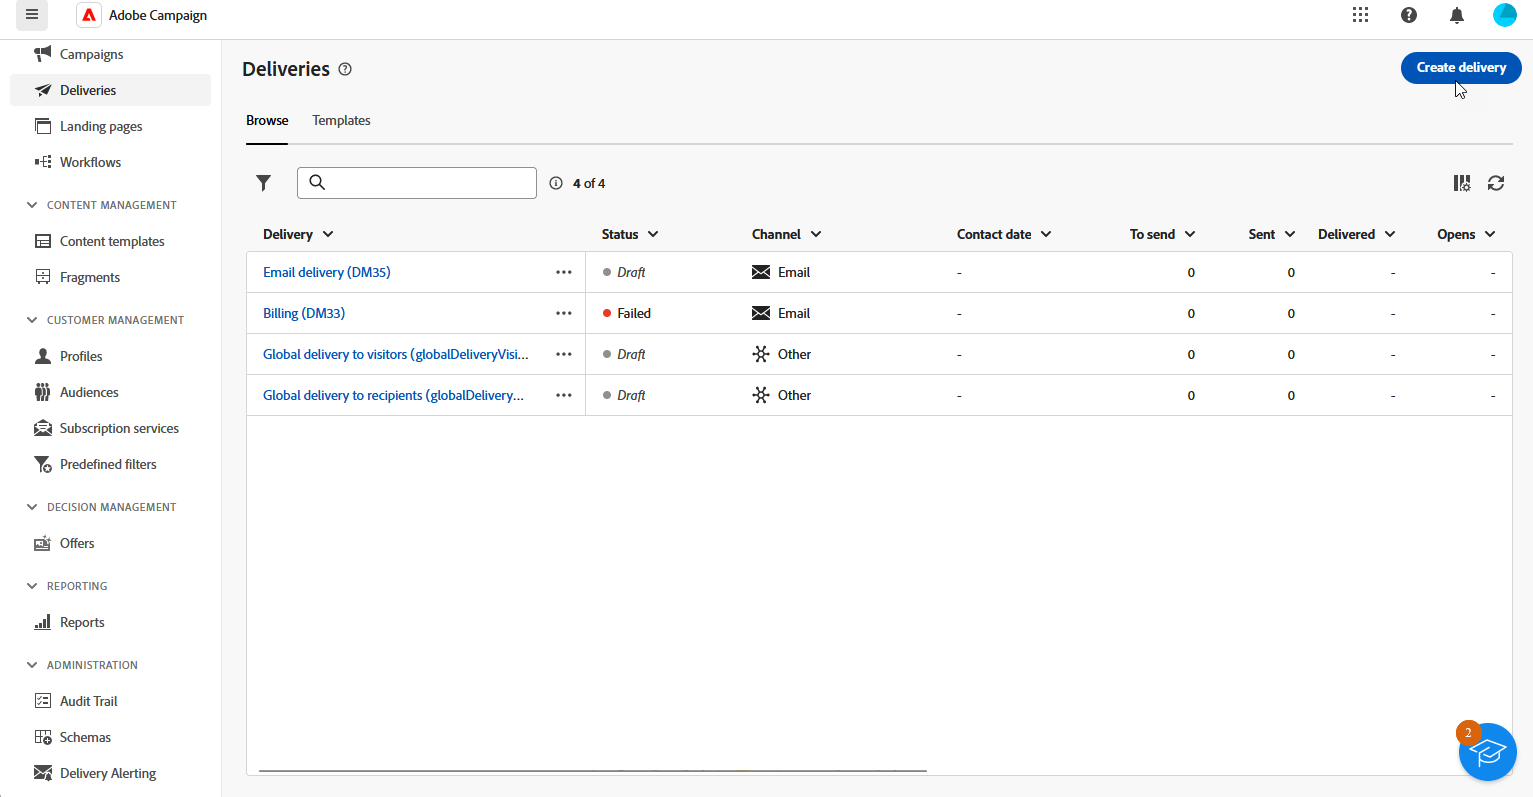 Adobe Campaign
Campaigns
Deliveries
Landing pages
Workflows
CONTENT MANAGEMENT
Content templates
Fragments
CUSTOMER MANAGEMENT
Profiles
Audiences
Subscription services
Predefined filters
DECISION MANAGEMENT
Offers
REPORTING
Reports
ADMINISTRATION
Audit Trail
Schemas
Delivery Alerting
Deliveries
Create delivery
Browse Templates
4 of 4
Delivery Status Channel Contact date To send Sent Delivered Opens
Email delivery (DM35) ••• Draft Email - 0 0 - -
Billing (DM33) ••• Failed Email - 0 0 - -
Global delivery to visitors (globalDeliveryVisi... ••• Draft Other - 0 0 - -
Global delivery to recipients (globalDelivery... ••• Draft Other - 0 0 - -
2